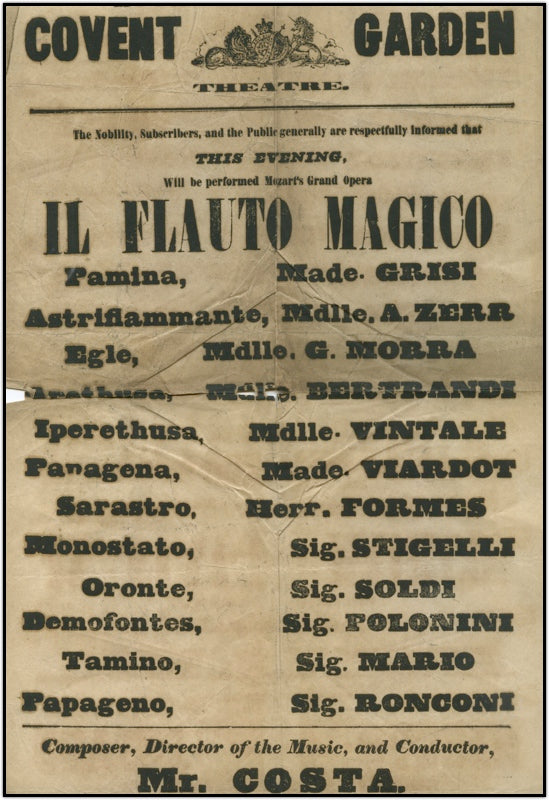 COVENT GARDEN
THEATRE.
The Nobility, Subscribers, and the Public generally are respectfully informed that
THIS EVENING,
Will be performed Mozart's Grand Opera
IL FLAUTO MAGICO
Pamina, Made. GRISI
Astrifiammante, Mdlle. A. ZERR
Egle, Mdlle. G. MORRA
Arethusa, Mdlle. BERTRANDI
Iperethusa, Mdlle. VINTALE
Papagena, Made. VIARDOT
Sarastro, Herr. FORMES
Monostato, Sig. STIGELLI
Oronte, Sig. SOLDI
Demofontes, Sig. POLONINI
Tamino, Sig. MARIO
Papageno, Sig. RONCONI
Composer, Director of the Music, and Conductor,
Mr. COSTA.